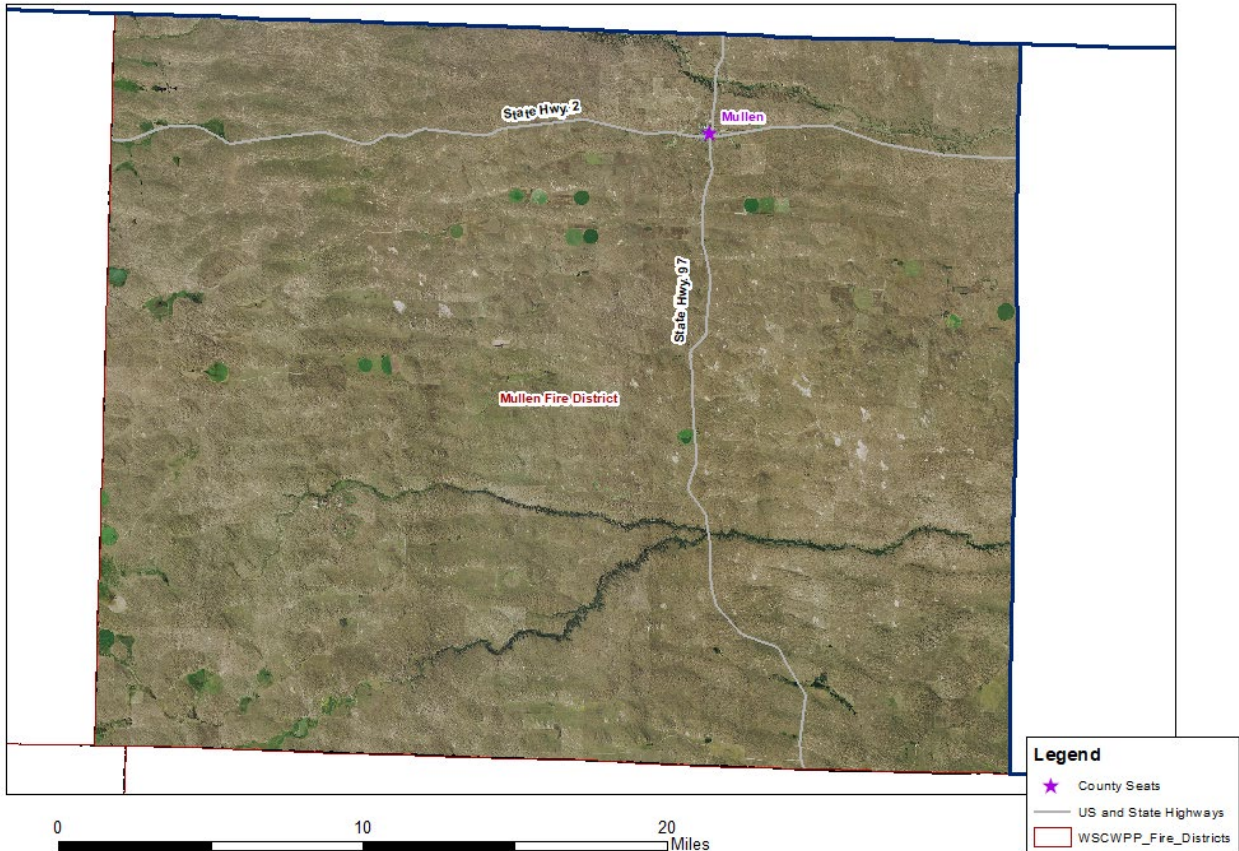 State Hwy. 2
Mullen
State Hwy. 97
Mullen Fire District
Legend
County Seats
US and State Highways
WSCWPP_Fire_Districts
0 10 20
Miles